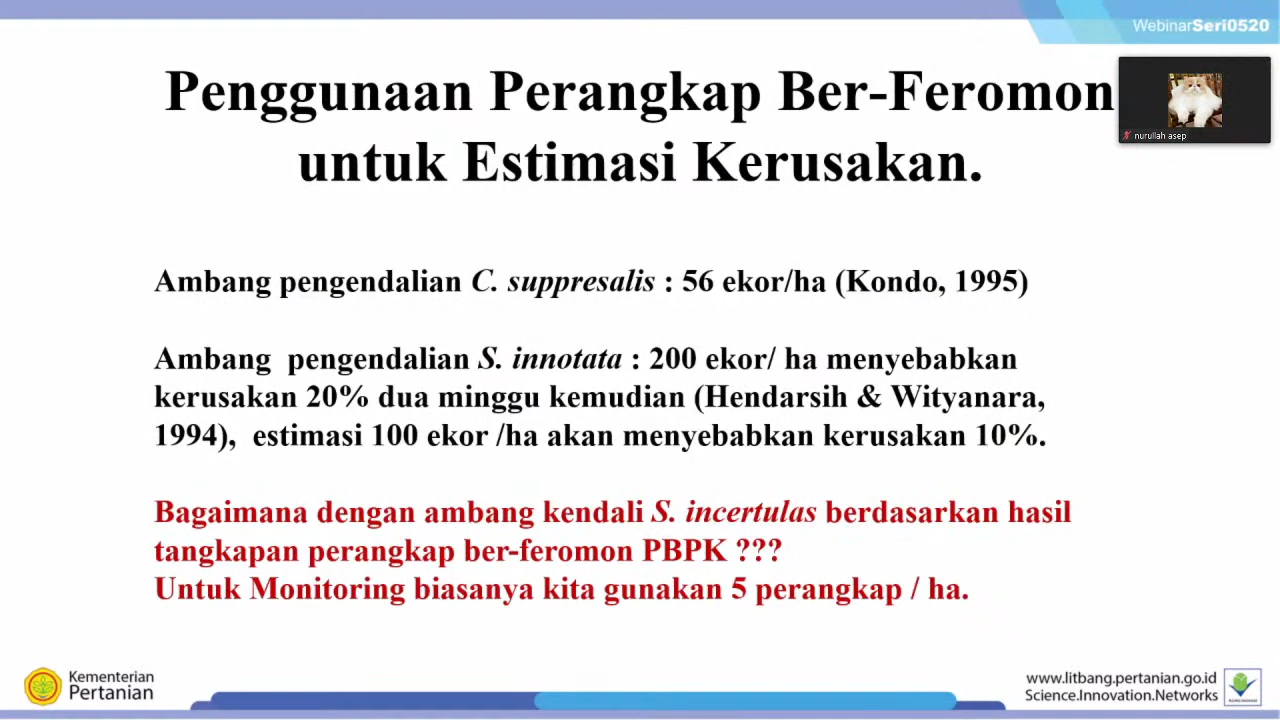 WebinarSeri0520
Penggunaan Perangkap Ber-Feromon
untuk Estimasi Kerusakan.
nurullah asep
Ambang pengendalian C. suppresalis : 56 ekor/ha (Kondo, 1995)
Ambang pengendalian S. innotata : 200 ekor/ ha menyebabkan
kerusakan 20% dua minggu kemudian (Hendarsih & Wityanara,
1994), estimasi 100 ekor /ha akan menyebabkan kerusakan 10%.
Bagaimana dengan ambang kendali S. incertulas berdasarkan hasil
tangkapan perangkap ber-feromon PBPK ???
Untuk Monitoring biasanya kita gunakan 5 perangkap / ha.
Kementerian
Pertanian
www.litbang.pertanian.go.id
Science.Innovation.Networks